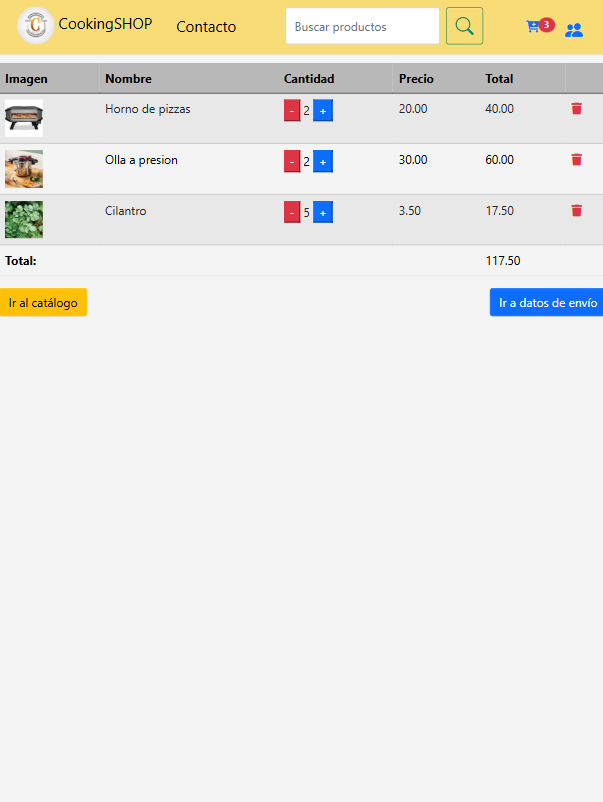 CookingSHOP Contacto Buscar productos 3
Imagen Nombre Cantidad Precio Total
Horno de pizzas - 2 + 20.00 40.00
Olla a presion - 2 + 30.00 60.00
Cilantro - 5 + 3.50 17.50
Total: 117.50
Ir al catálogo Ir a datos de envío